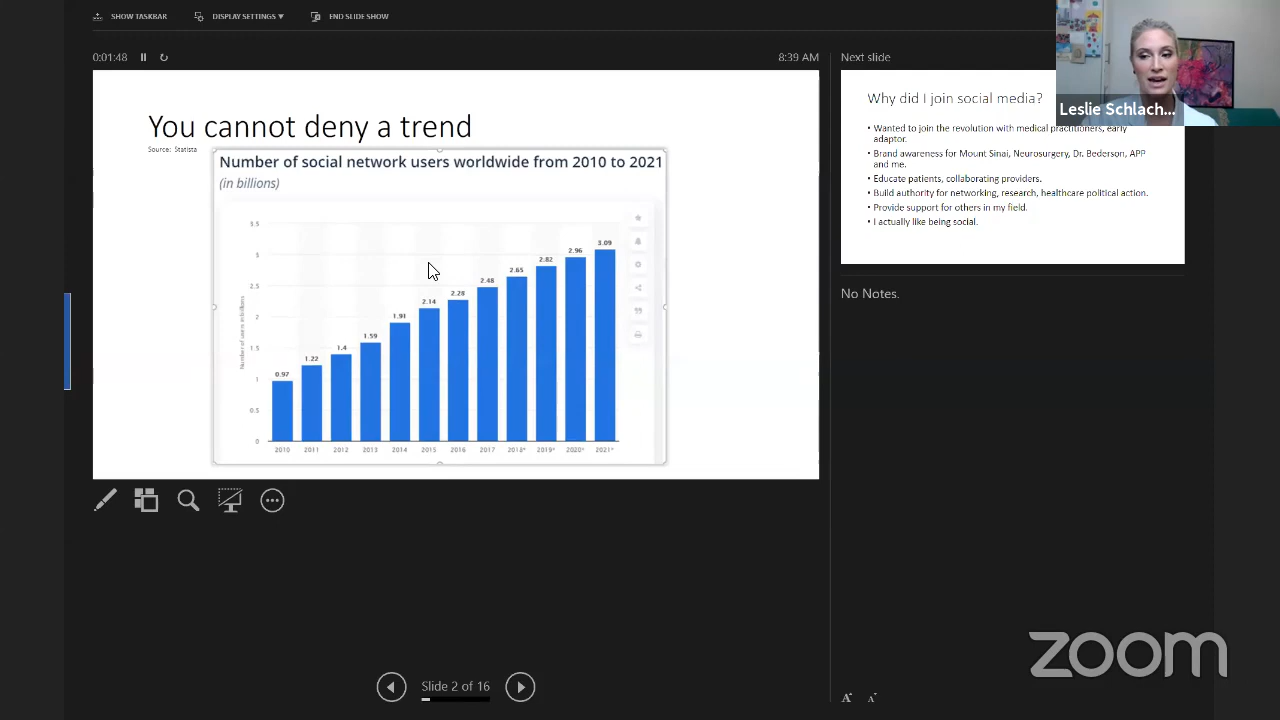 SHOW TASKBAR
DISPLAY SETTINGS ▼
END SLIDE SHOW
0:01:48
8:39 AM
Next slide
You cannot deny a trend
Source: Statista
Number of social network users worldwide from 2010 to 2021
(in billions)
Number of users in billions
3.5
3
2.5
2
1.5
1
0.5
0
0.97
1.22
1.4
1.59
1.91
2.14
2.28
2.48
2.65
2.82
2.96
3.09
2010
2011
2012
2013
2014
2015
2016
2017
2018*
2019*
2020*
2021*
Why did I join social media?
• Wanted to join the revolution with medical practitioners, early
adaptor.
• Brand awareness for Mount Sinai, Neurosurgery, Dr. Bederson, APP
and me.
• Educate patients, collaborating providers.
• Build authority for networking, research, healthcare political action.
• Provide support for others in my field.
• I actually like being social.
Leslie Schlach...
No Notes.
Slide 2 of 16
A
A
zoom